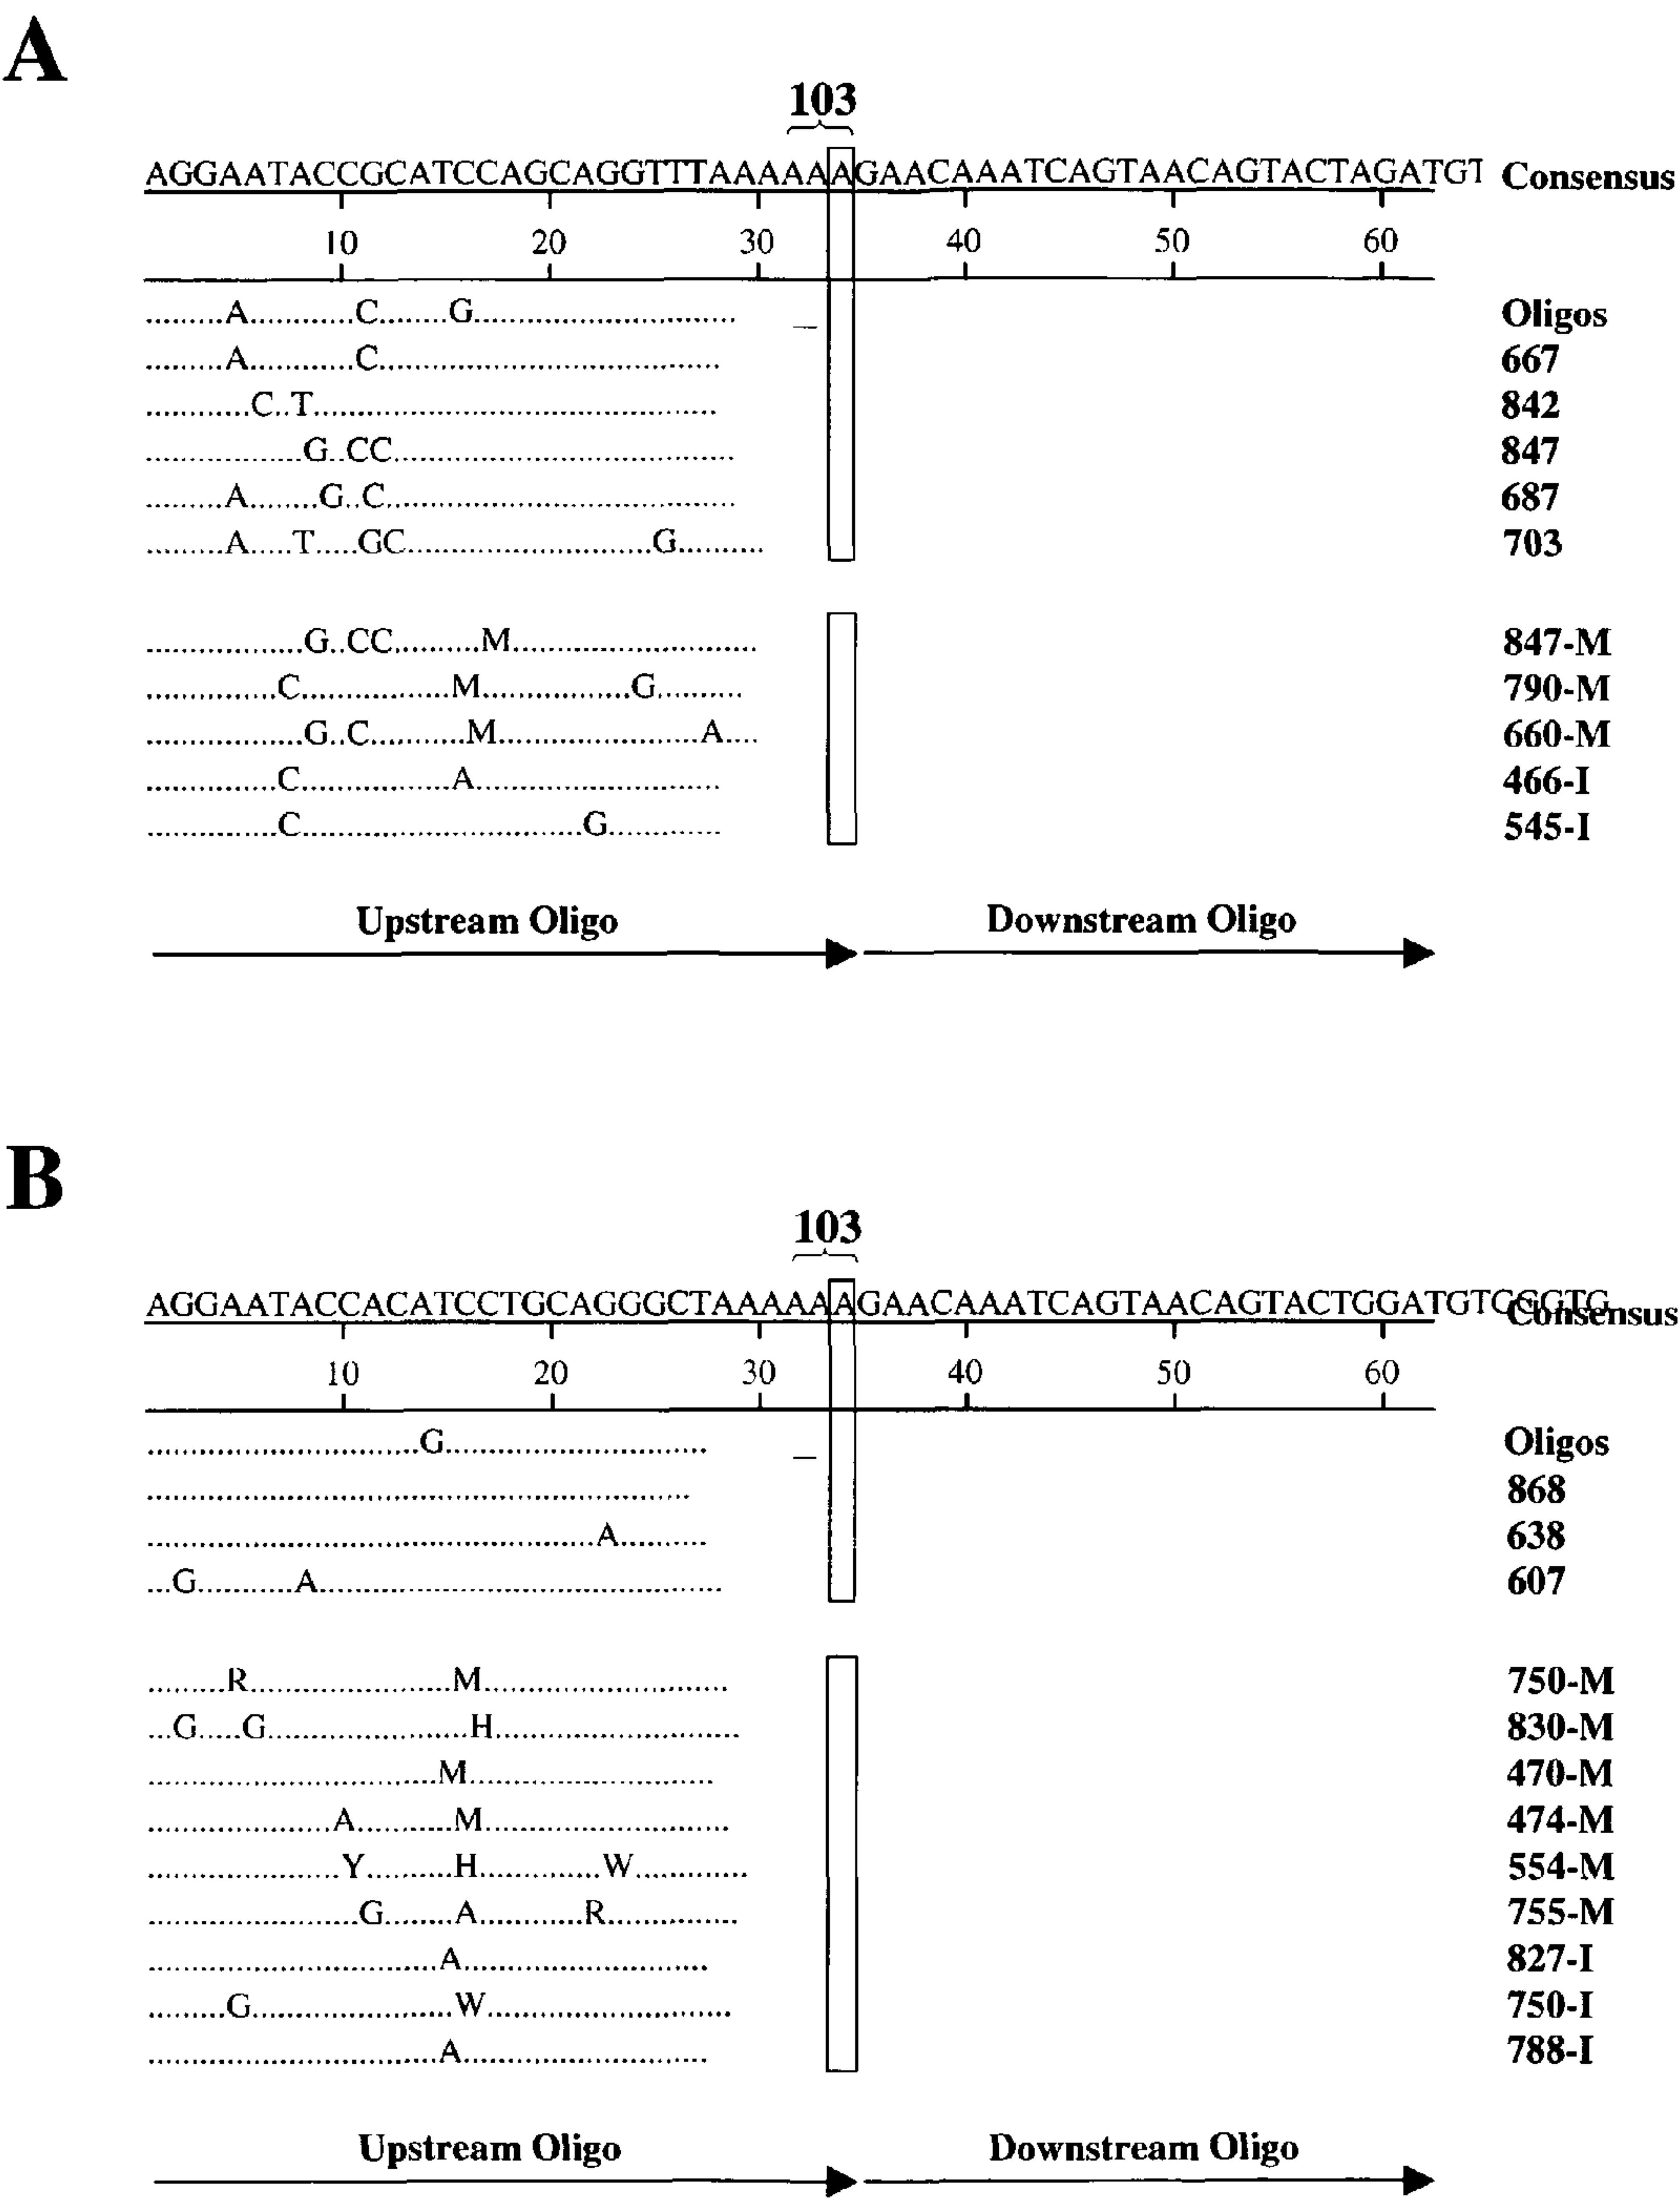 A
103
AGGAATACCGCATCCAGCAGGTTTAAAAAAGAACAAATCAGTAACAGTACTAGATGT Consensus
10 20 30 40 50 60
A C G Oligos
A C 667
C T 842
G CC 847
A G C 687
A T GC G 703
G CC M 847-M
C M G 790-M
G C M A 660-M
C A 466-I
C G 545-I
Upstream Oligo Downstream Oligo
B
103
AGGAATACCACATCCTGCAGGGCTAAAAAAGAACAAATCAGTAACAGTACTGGATGTG Consensus
10 20 30 40 50 60
G Oligos
868
A 638
G A 607
R M 750-M
G G H 830-M
M 470-M
A M 474-M
Y H W 554-M
G A R 755-M
A 827-I
G W 750-I
A 788-I
Upstream Oligo Downstream Oligo